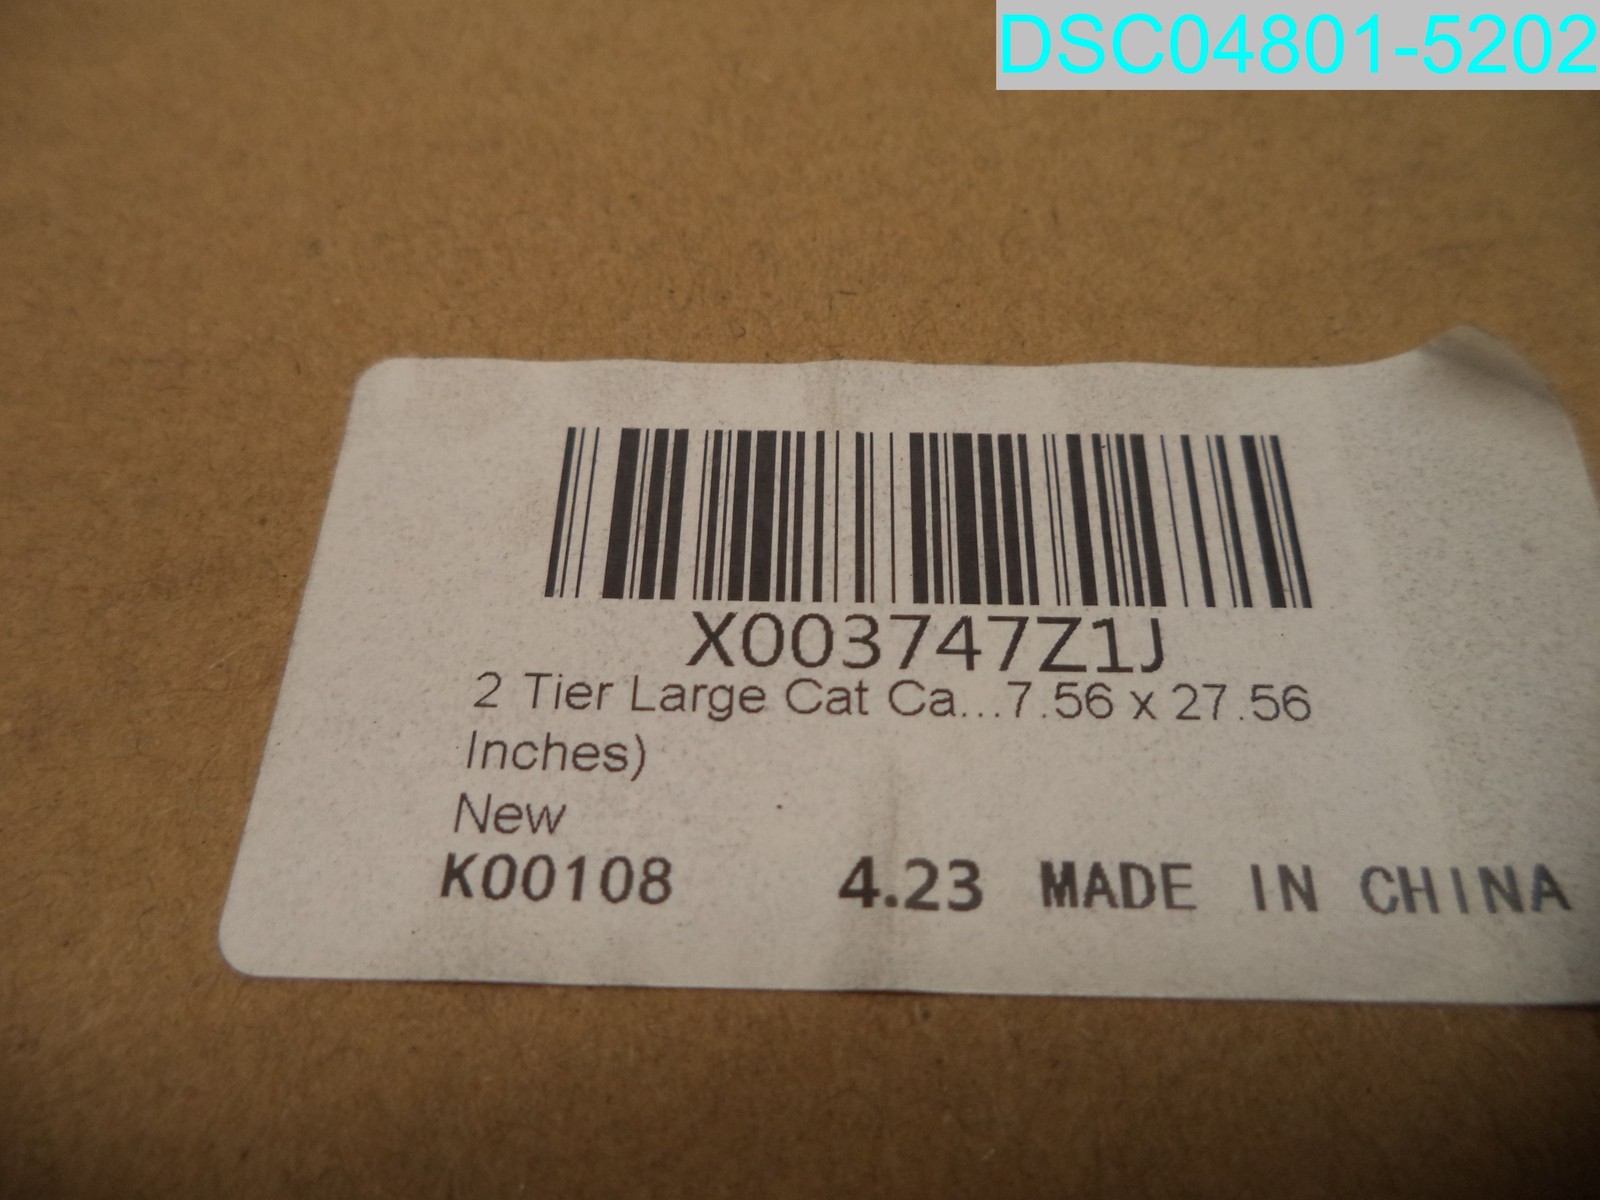 DSC04801-5202
X003747Z1J
2 Tier Large Cat Ca...7.56 x 27.56
Inches)
New
K00108 4.23 MADE IN CHINA